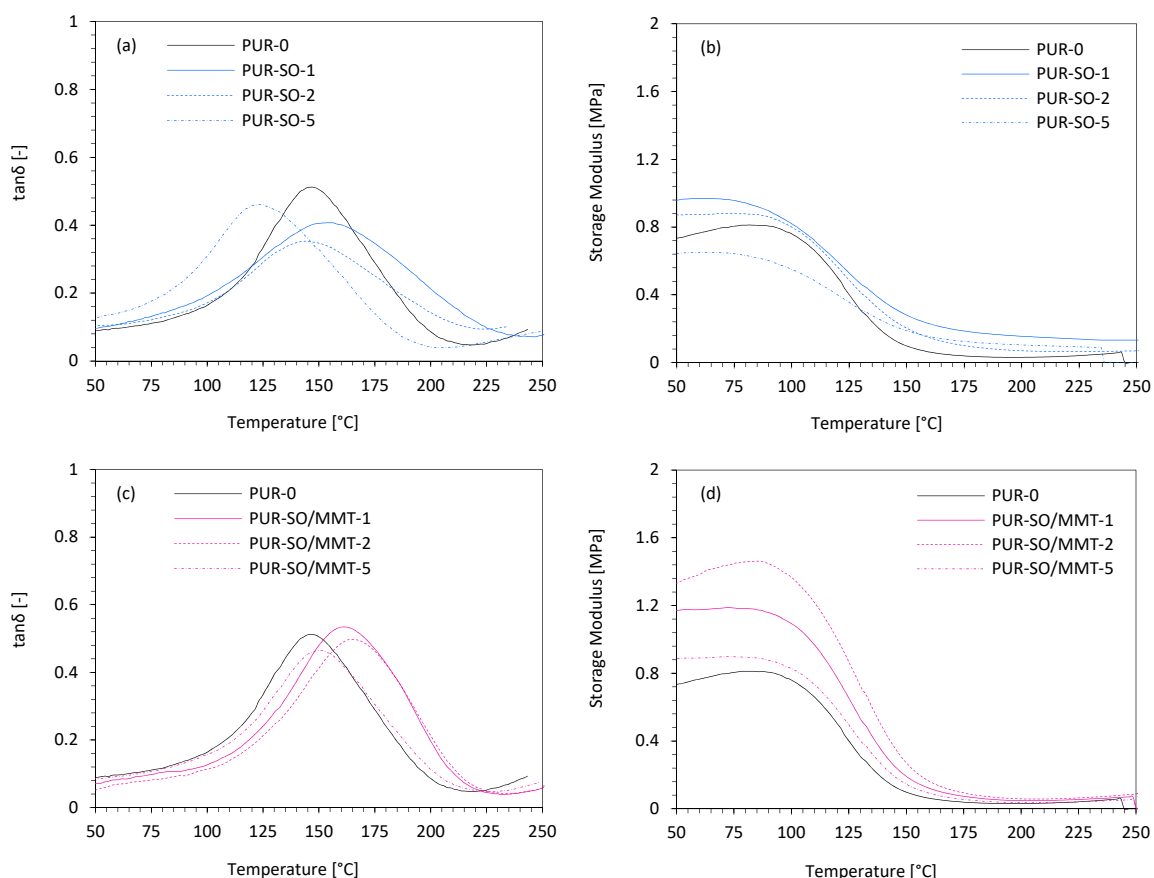 (a)
PUR-0
PUR-SO-1
PUR-SO-2
PUR-SO-5
1
0.8
0.6
0.4
0.2
0
tanδ [-]
50 75 100 125 150 175 200 225 250
Temperature [°C]
(b)
PUR-0
PUR-SO-1
PUR-SO-2
PUR-SO-5
2
1.6
1.2
0.8
0.4
0
Storage Modulus [MPa]
50 75 100 125 150 175 200 225 250
Temperature [°C]
(c)
PUR-0
PUR-SO/MMT-1
PUR-SO/MMT-2
PUR-SO/MMT-5
1
0.8
0.6
0.4
0.2
0
tanδ [-]
50 75 100 125 150 175 200 225 250
Temperature [°C]
(d)
PUR-0
PUR-SO/MMT-1
PUR-SO/MMT-2
PUR-SO/MMT-5
2
1.6
1.2
0.8
0.4
0
Storage Modulus [MPa]
50 75 100 125 150 175 200 225 250
Temperature [°C]